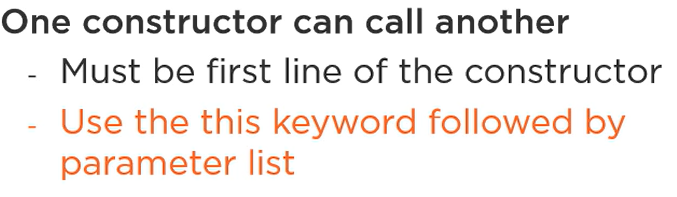 One constructor can call another
- Must be first line of the constructor
- Use the this keyword followed by
parameter list